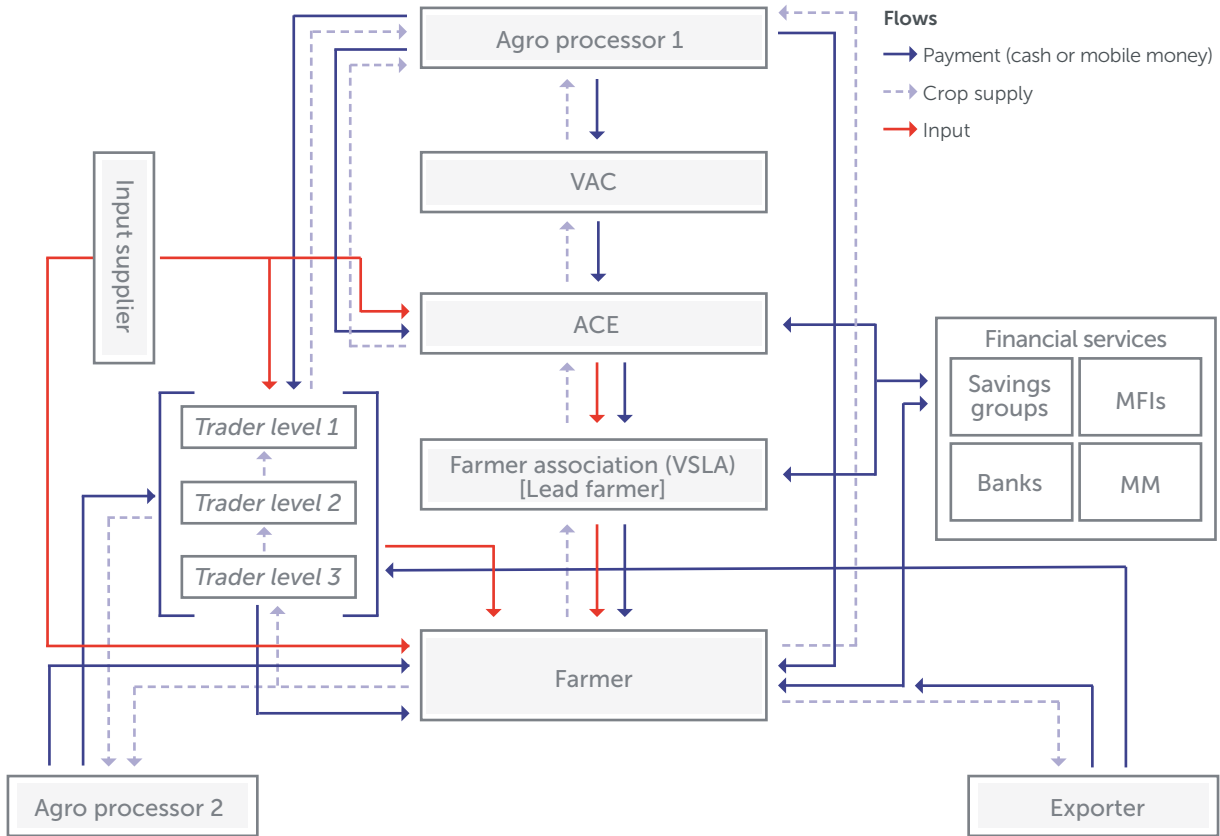 Flows
Payment (cash or mobile money)
Crop supply
Input
Agro processor 1
VAC
Input supplier
ACE
Financial services
Savings
groups
MFIs
Banks
MM
Trader level 1
Trader level 2
Trader level 3
Farmer association (VSLA)
[Lead farmer]
Farmer
Agro processor 2
Exporter